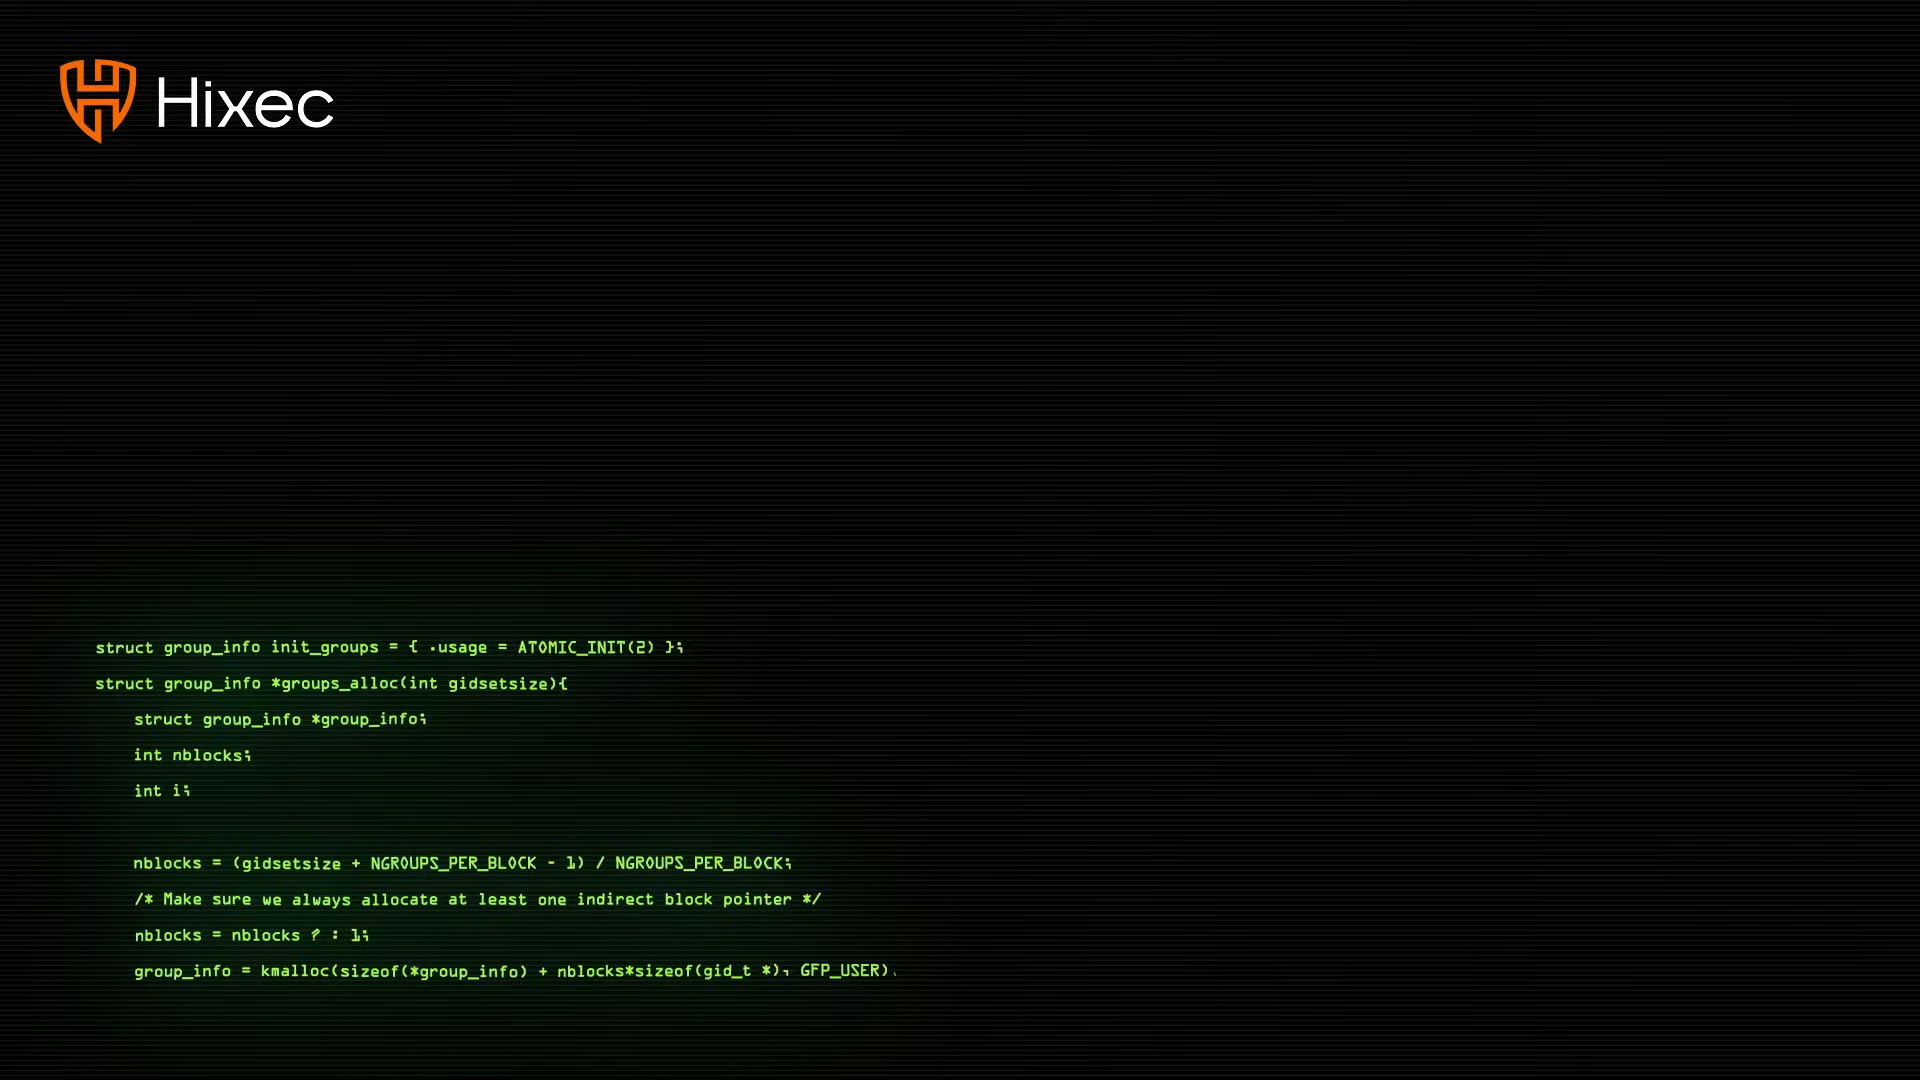 Hixec
struct group_info init_groups = { .usage = ATOMIC_INIT(2) };
struct group_info *groups_alloc(int gidsetsize){
struct group_info *group_info;
int nblocks;
int i;
nblocks = (gidsetsize + NGROUPS_PER_BLOCK - 1) / NGROUPS_PER_BLOCK;
/* Make sure we always allocate at least one indirect block pointer */
nblocks = nblocks ? : 1;
group_info = kmalloc(sizeof(*group_info) + nblocks*sizeof(gid_t *), GFP_USER)